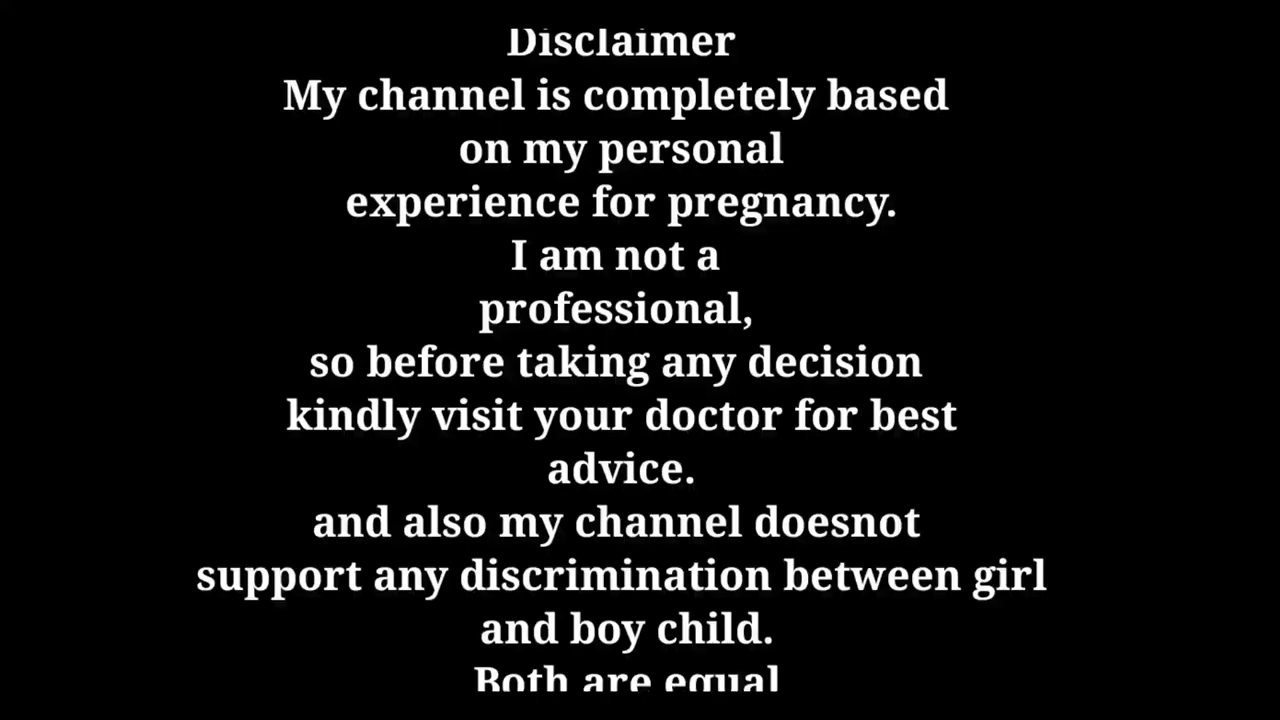 Disclaimer
My channel is completely based
on my personal
experience for pregnancy.
I am not a
professional,
so before taking any decision
kindly visit your doctor for best
advice.
and also my channel doesnot
support any discrimination between girl
and boy child.
Both are equal